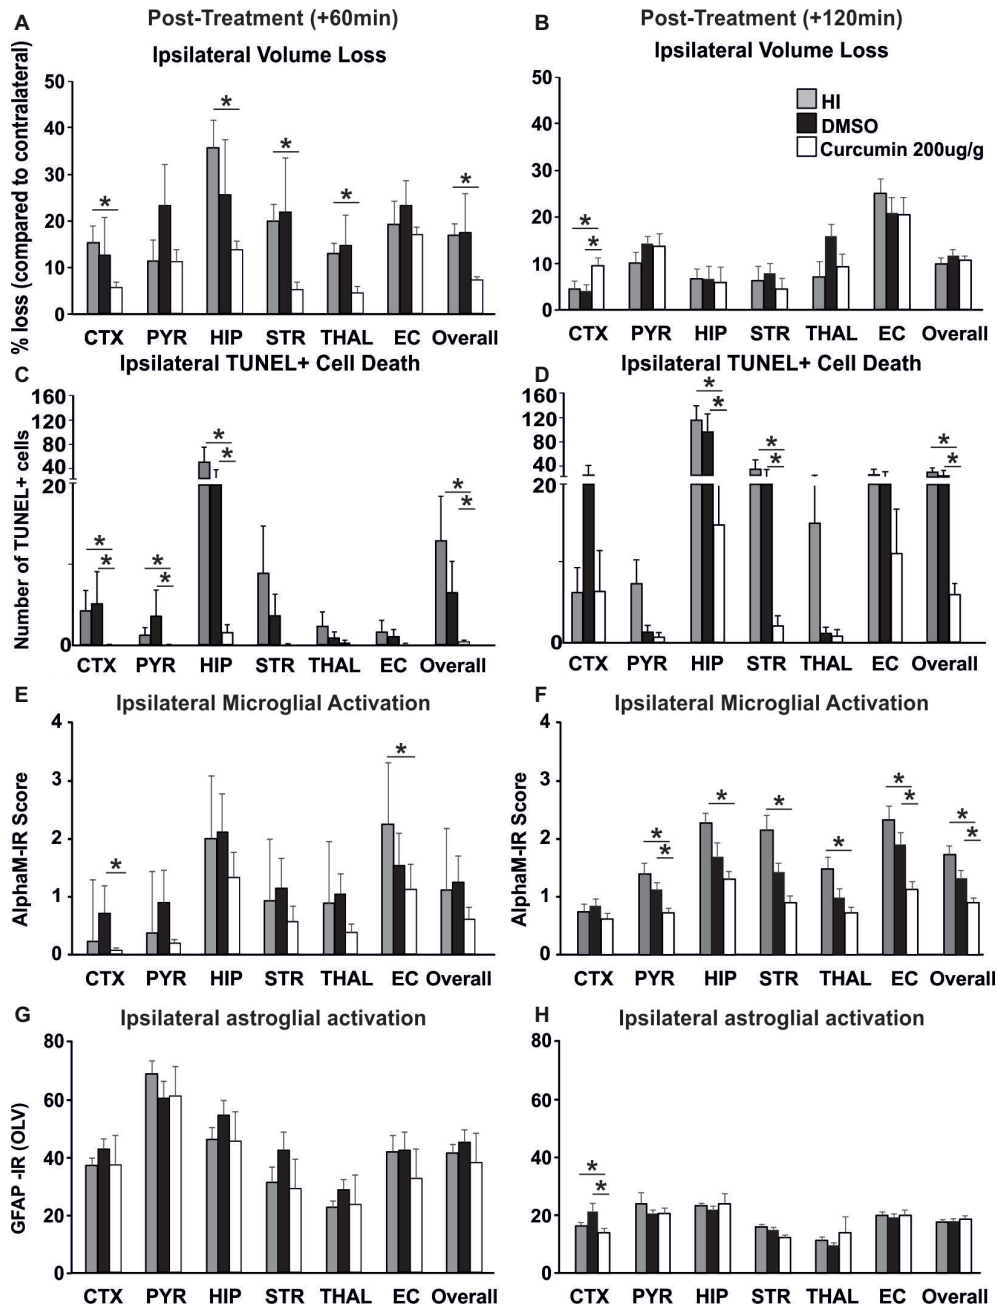 A Post-Treatment (+60min)
Ipsilateral Volume Loss
% loss (compared to contralateral)
50
40
30
20
10
0
* * * * *
CTX PYR HIP STR THAL EC Overall
B Post-Treatment (+120min)
Ipsilateral Volume Loss
50
40
30
20
10
0
HI
DMSO
Curcumin 200ug/g
*
*
CTX PYR HIP STR THAL EC Overall
C Ipsilateral TUNEL+ Cell Death
Number of TUNEL+ cells
160
120
80
40
20
0
* * * *
* * * *
CTX PYR HIP STR THAL EC Overall
D Ipsilateral TUNEL+ Cell Death
160
120
80
40
20
0
* * *
* * *
CTX PYR HIP STR THAL EC Overall
E Ipsilateral Microglial Activation
AlphaM-IR Score
4
3
2
1
0
* *
CTX PYR HIP STR THAL EC Overall
F Ipsilateral Microglial Activation
AlphaM-IR Score
4
3
2
1
0
* * * * * *
* * *
CTX PYR HIP STR THAL EC Overall
G Ipsilateral astroglial activation
GFAP -IR (OLV)
80
60
40
20
0
CTX PYR HIP STR THAL EC Overall
H Ipsilateral astroglial activation
80
60
40
20
0
*
*
CTX PYR HIP STR THAL EC Overall